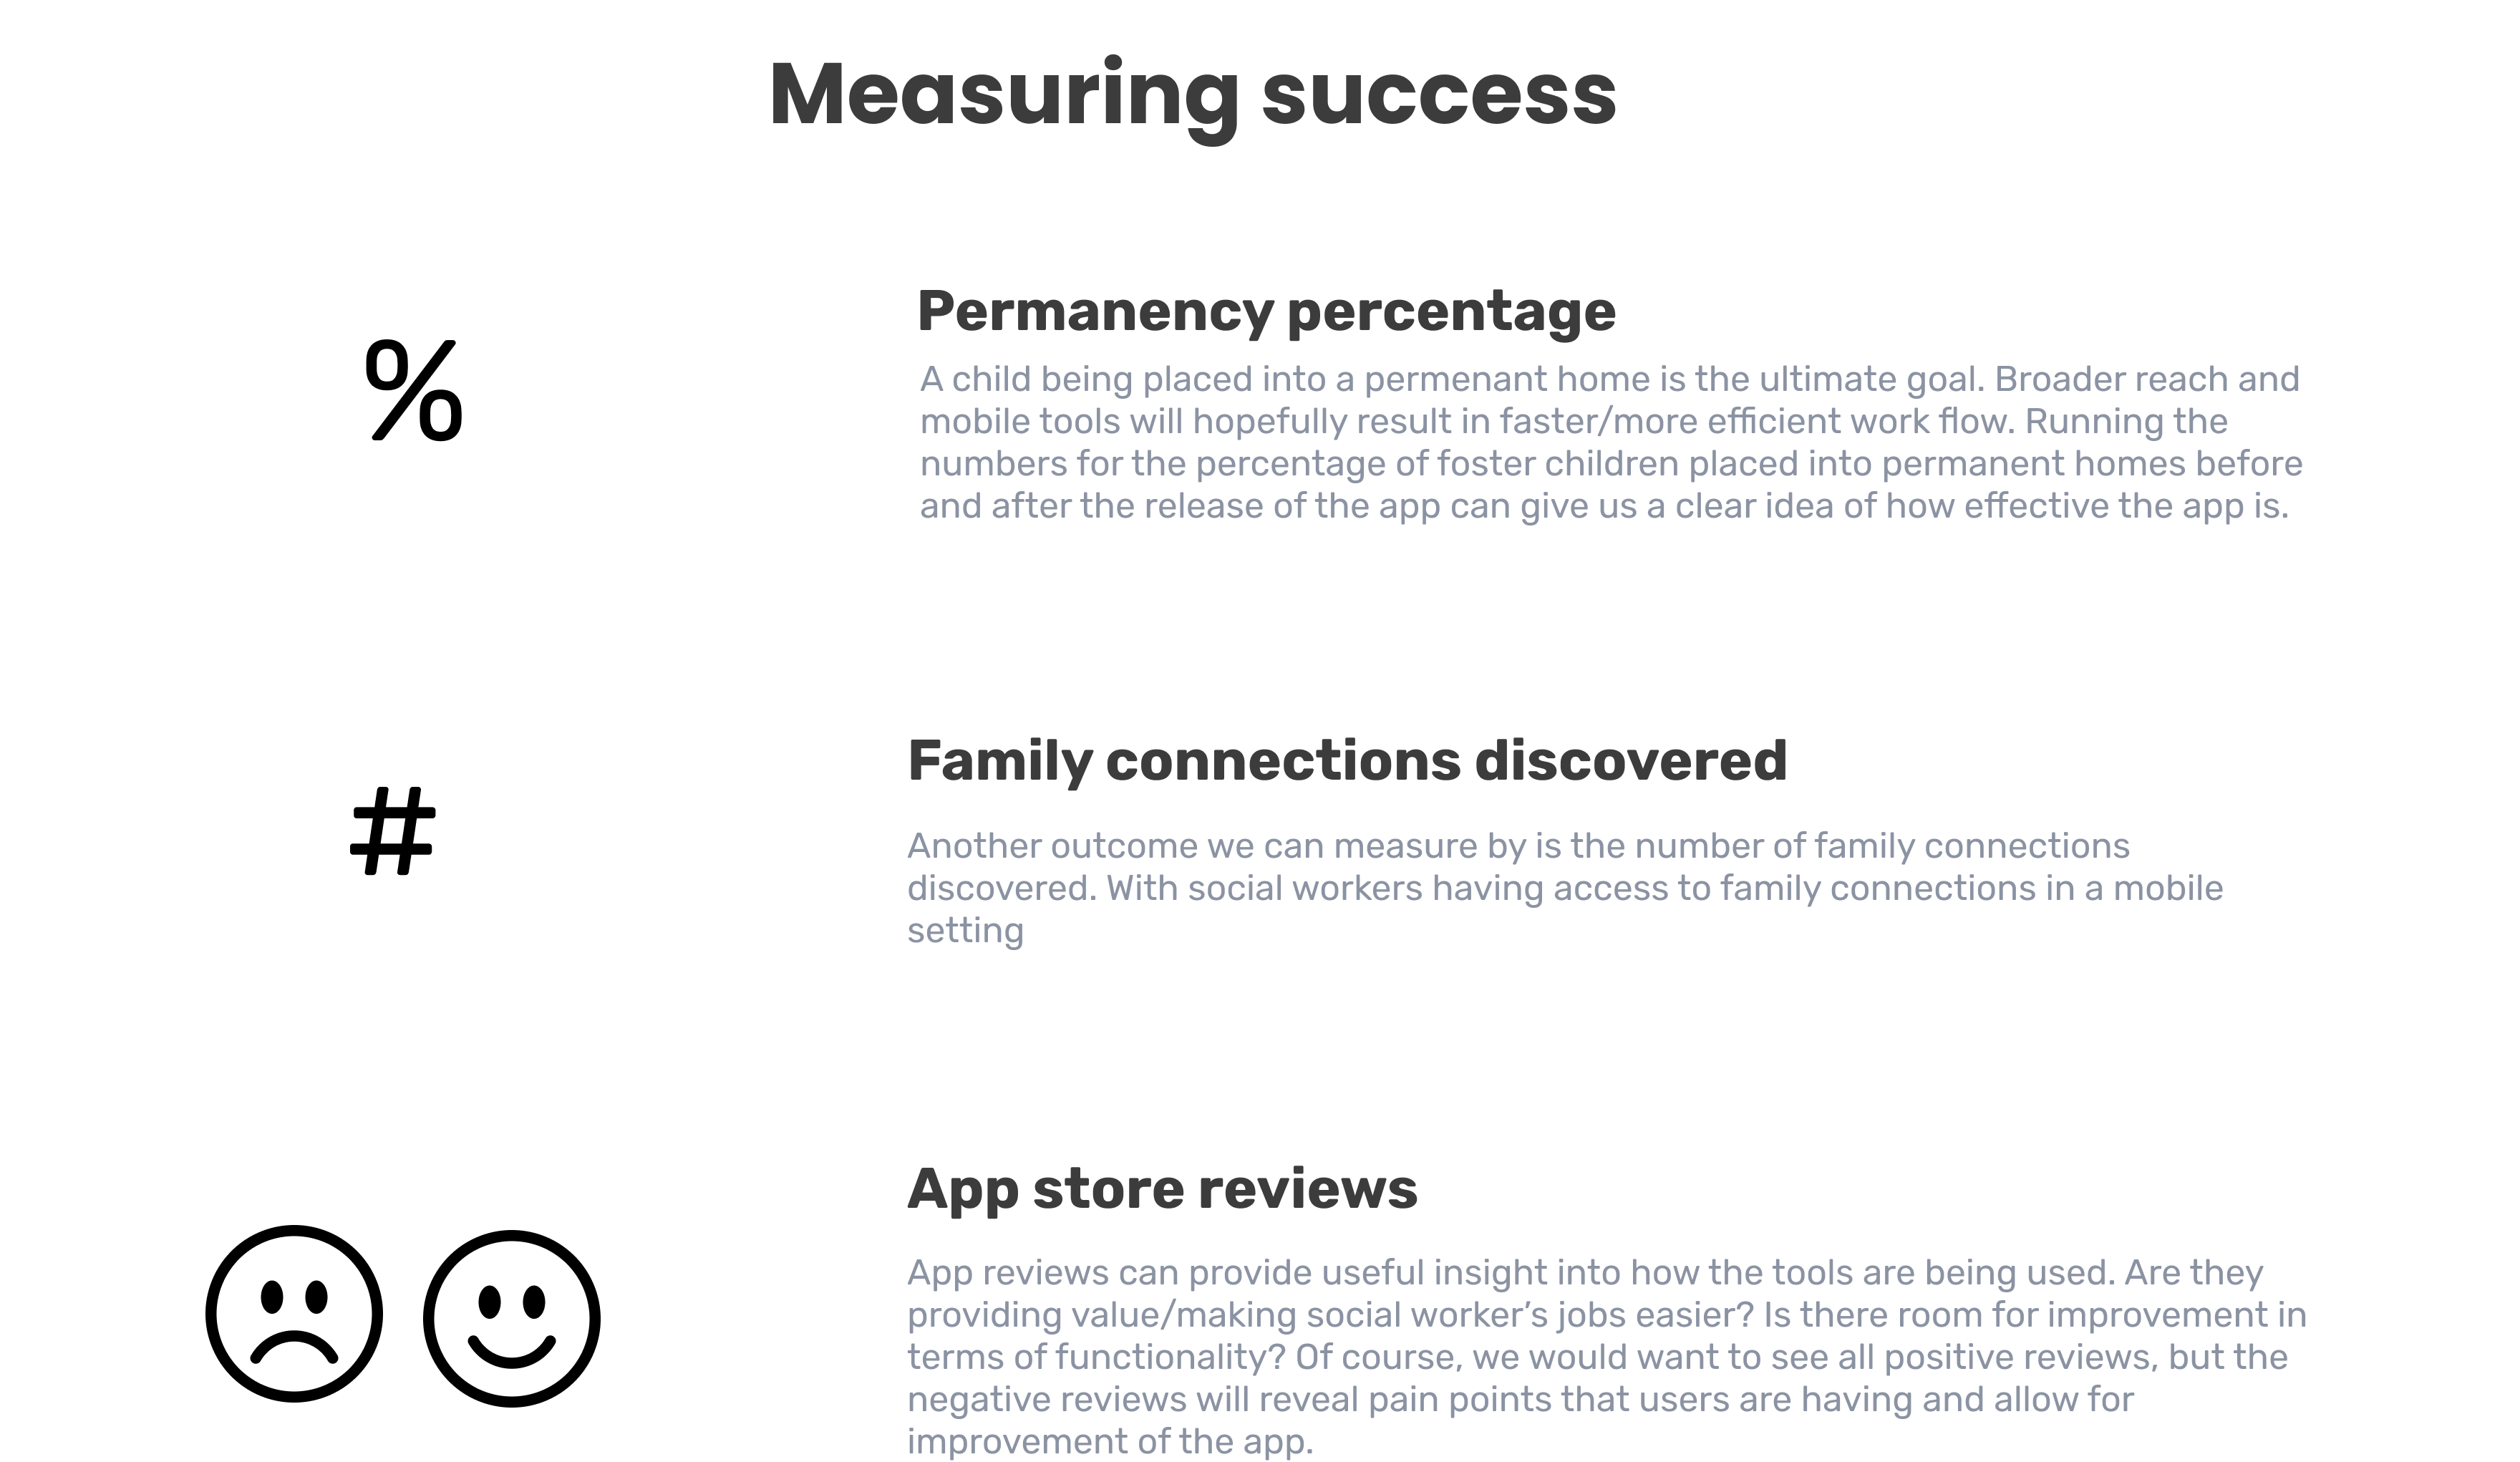 Measuring success
%
Permanency percentage
A child being placed into a permenant home is the ultimate goal. Broader reach and
mobile tools will hopefully result in faster/more efficient work flow. Running the
numbers for the percentage of foster children placed into permanent homes before
and after the release of the app can give us a clear idea of how effective the app is.
#
Family connections discovered
Another outcome we can measure by is the number of family connections
discovered. With social workers having access to family connections in a mobile
setting
App store reviews
App reviews can provide useful insight into how the tools are being used. Are they
providing value/making social worker’s jobs easier? Is there room for improvement in
terms of functionality? Of course, we would want to see all positive reviews, but the
negative reviews will reveal pain points that users are having and allow for
improvement of the app.